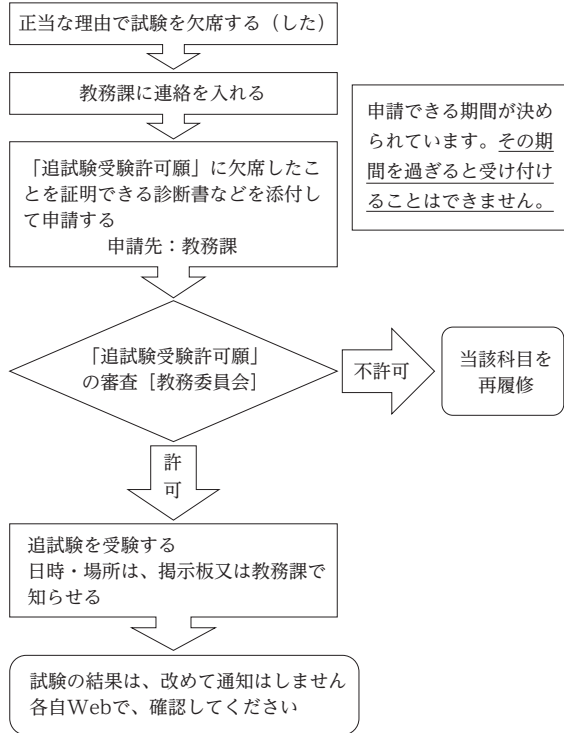 正当な理由で試験を欠席する（した）
教務課に連絡を入れる
申請できる期間が決め
られています。その期
間を過ぎると受け付け
ることはできません。
「追試験受験許可願」に欠席したこ
とを証明できる診断書などを添付し
て申請する
申請先：教務課
「追試験受験許可願」
の審査［教務委員会］
不許可
当該科目を
再履修
許
可
追試験を受験する
日時・場所は、掲示板又は教務課で
知らせる
試験の結果は、改めて通知はしません
各自Webで、確認してください